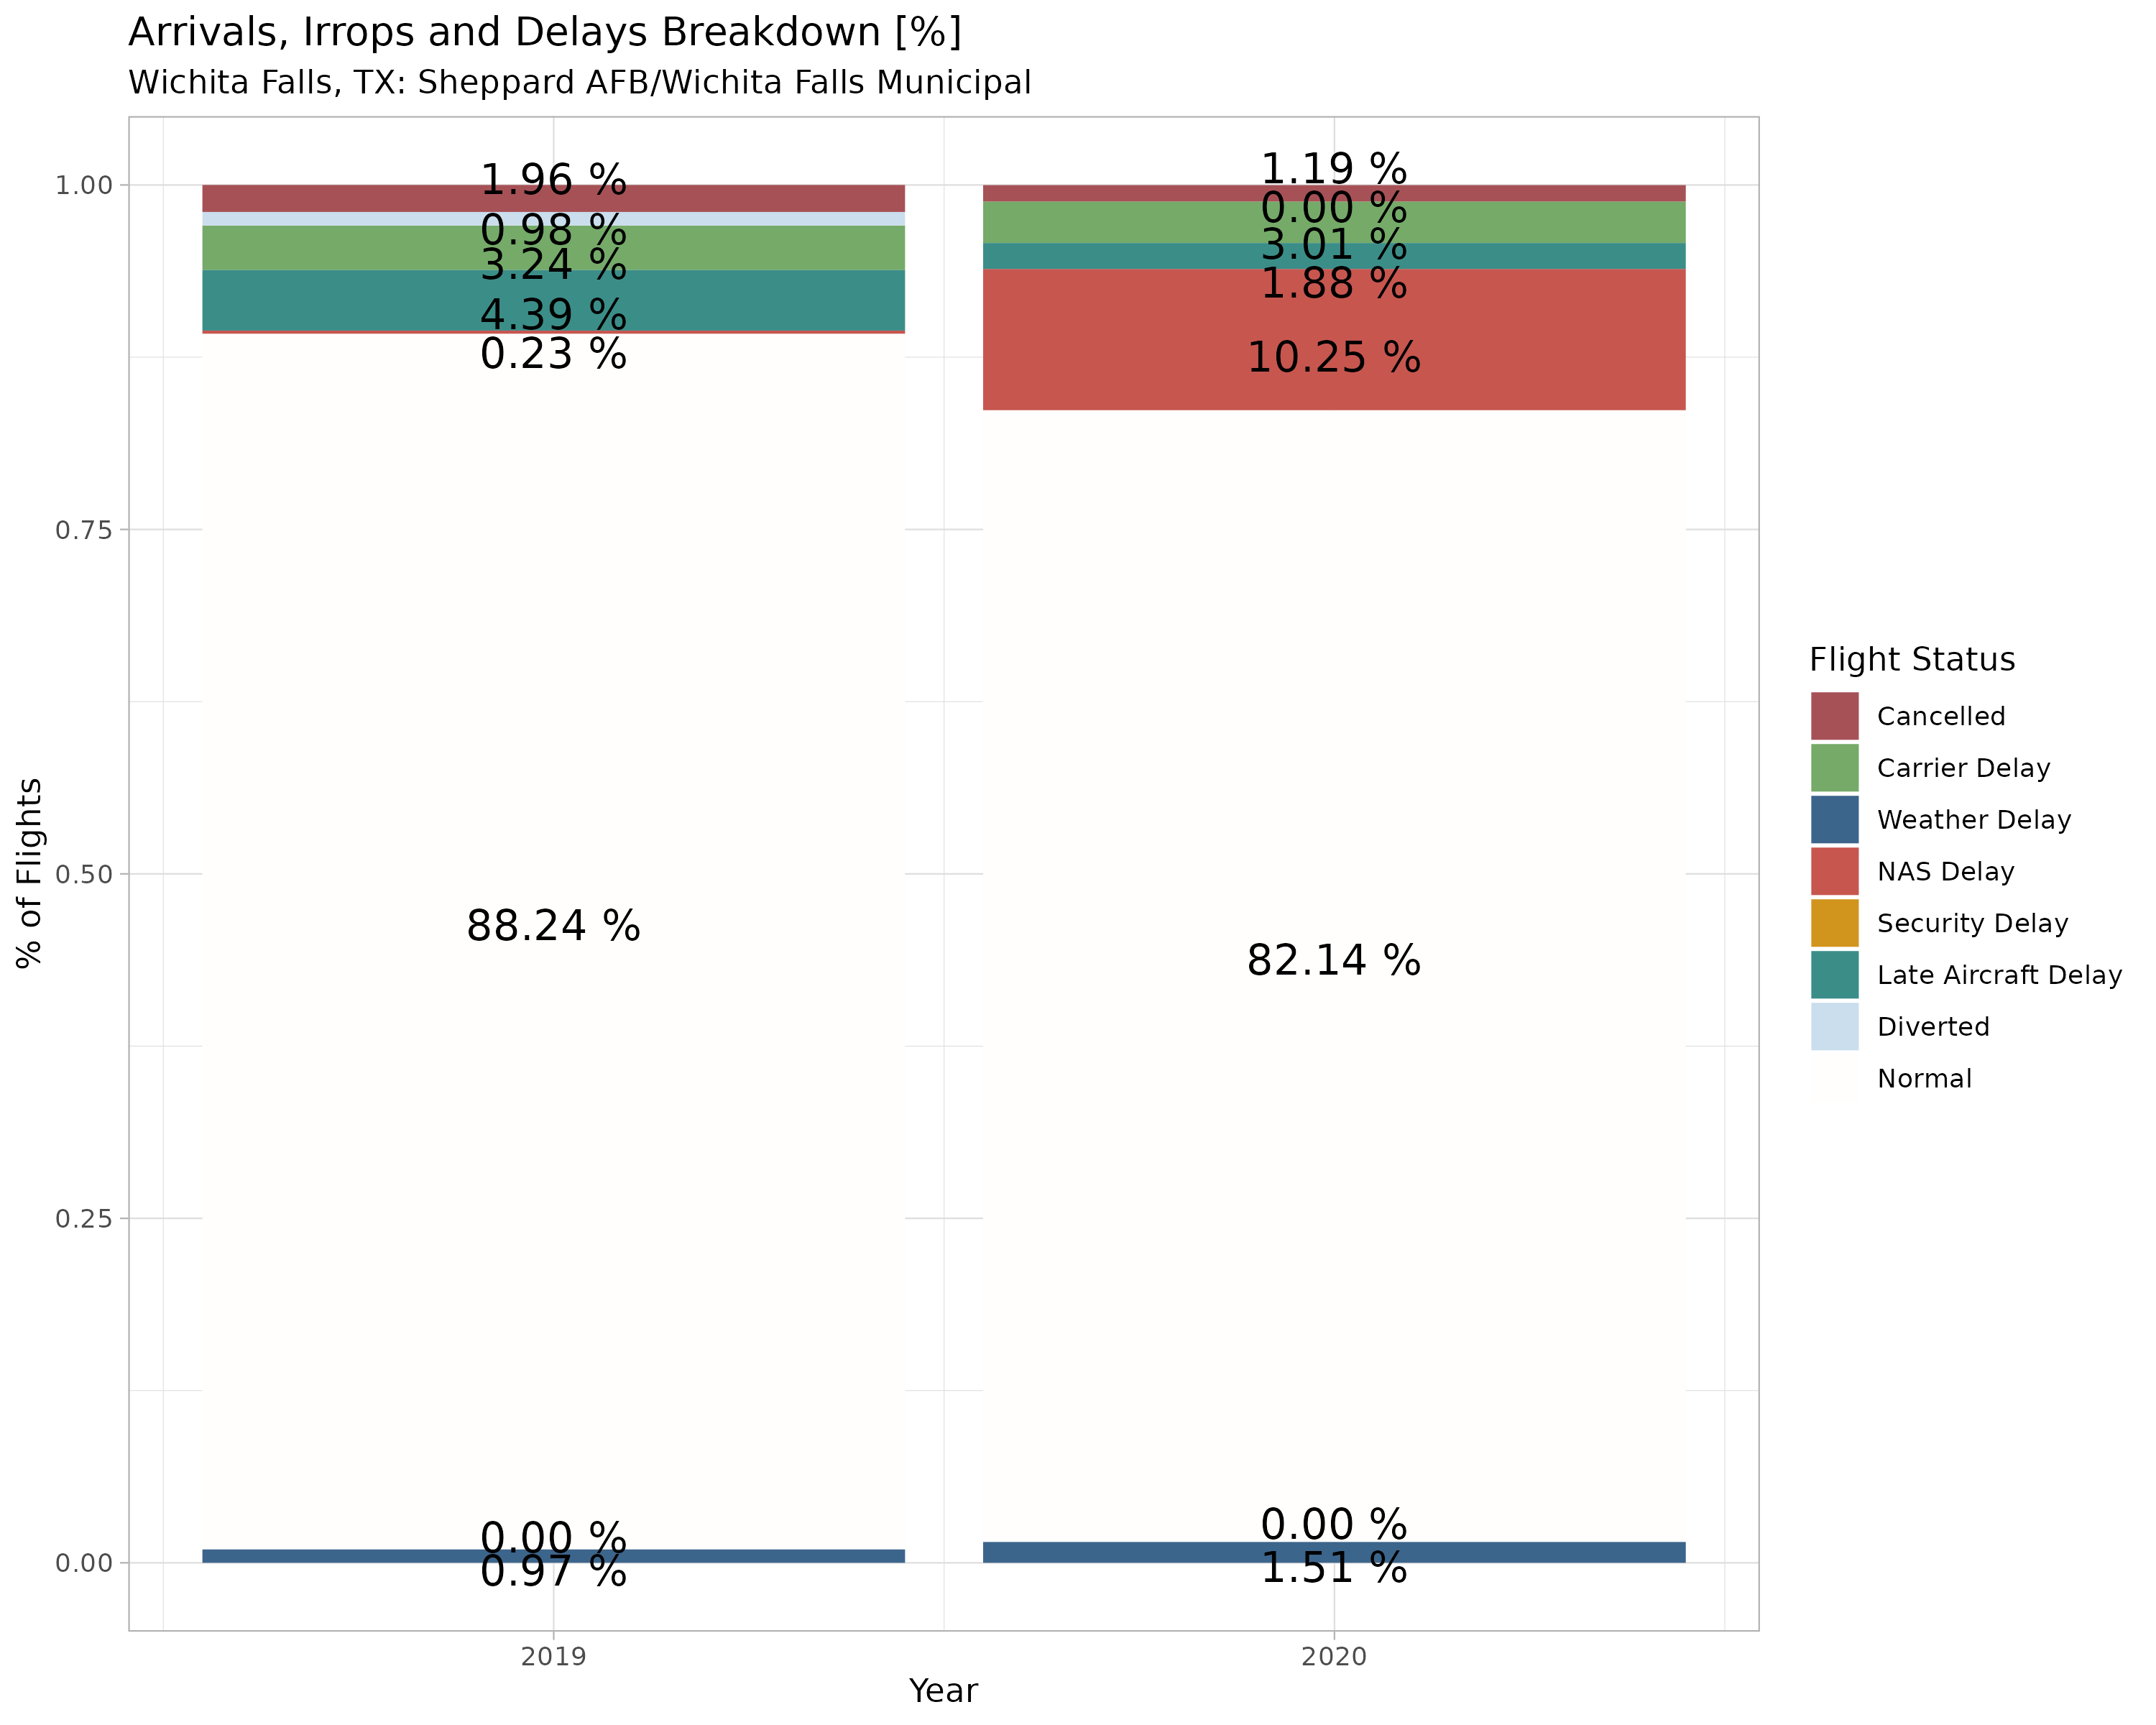 Arrivals, Irrops and Delays Breakdown [%]
Wichita Falls, TX: Sheppard AFB/Wichita Falls Municipal
% of Flights
1.00
0.75
0.50
0.25
0.00
1.96 %
0.98 %
3.24 %
4.39 %
0.23 %
88.24 %
0.00 %
0.97 %
1.19 %
0.00 %
3.01 %
1.88 %
10.25 %
82.14 %
0.00 %
1.51 %
2019
2020
Year
Flight Status
Cancelled
Carrier Delay
Weather Delay
NAS Delay
Security Delay
Late Aircraft Delay
Diverted
Normal